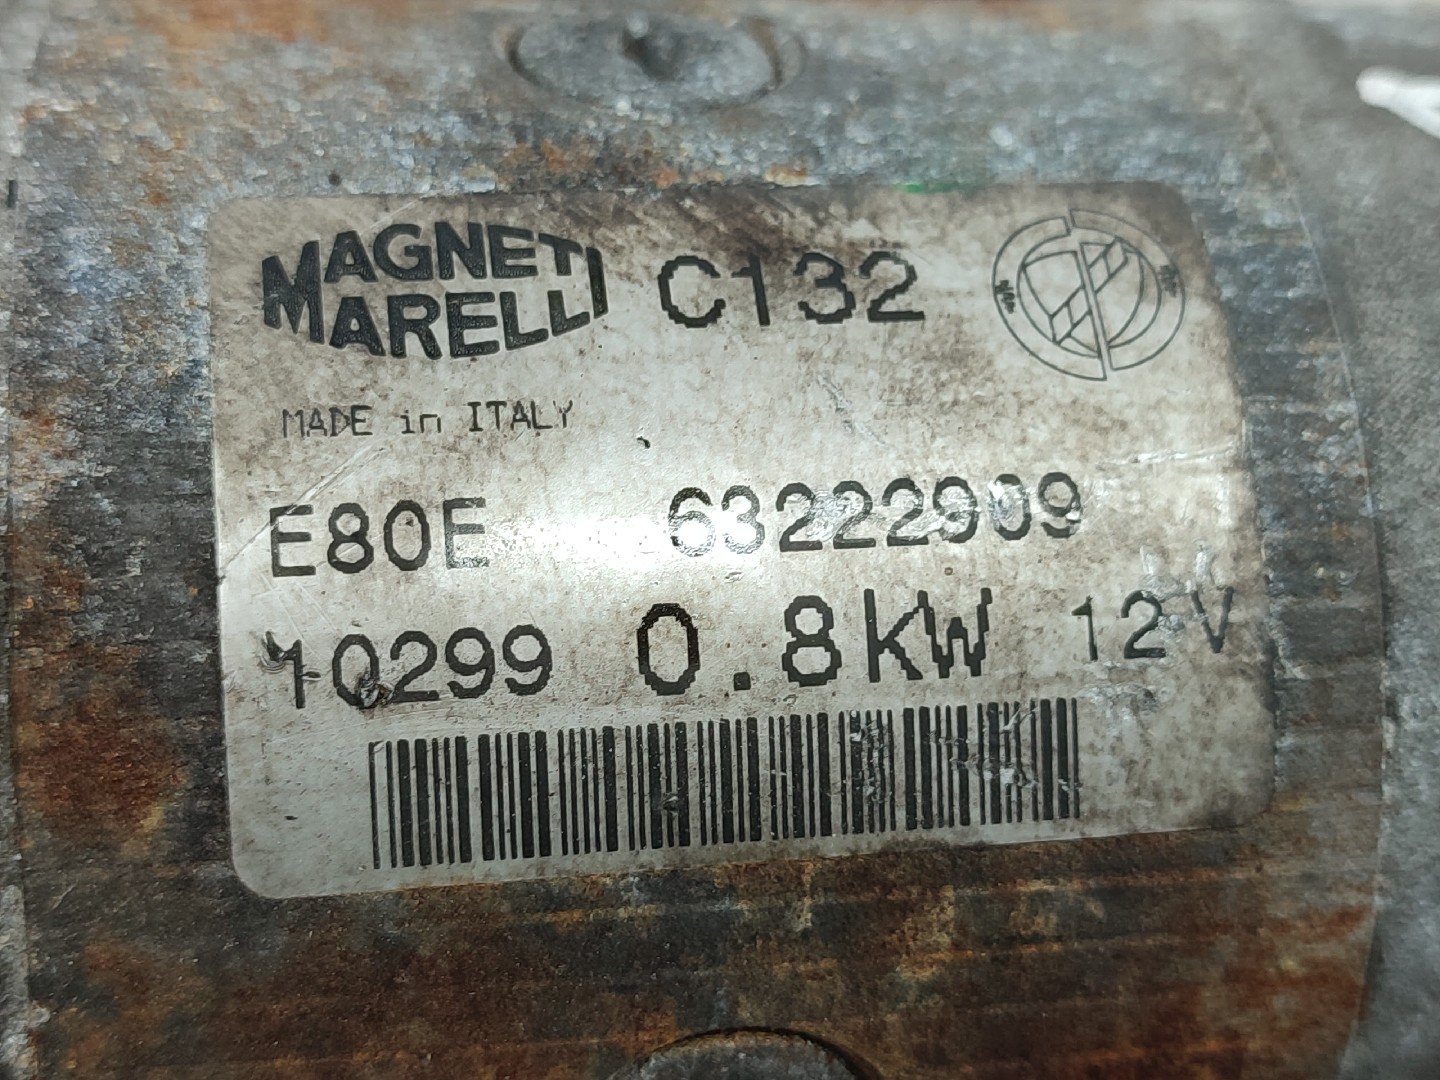 MAGNETI
MARELLI
C132
MADE in ITALY
E80E 63222909
10299 0.8kW 12V